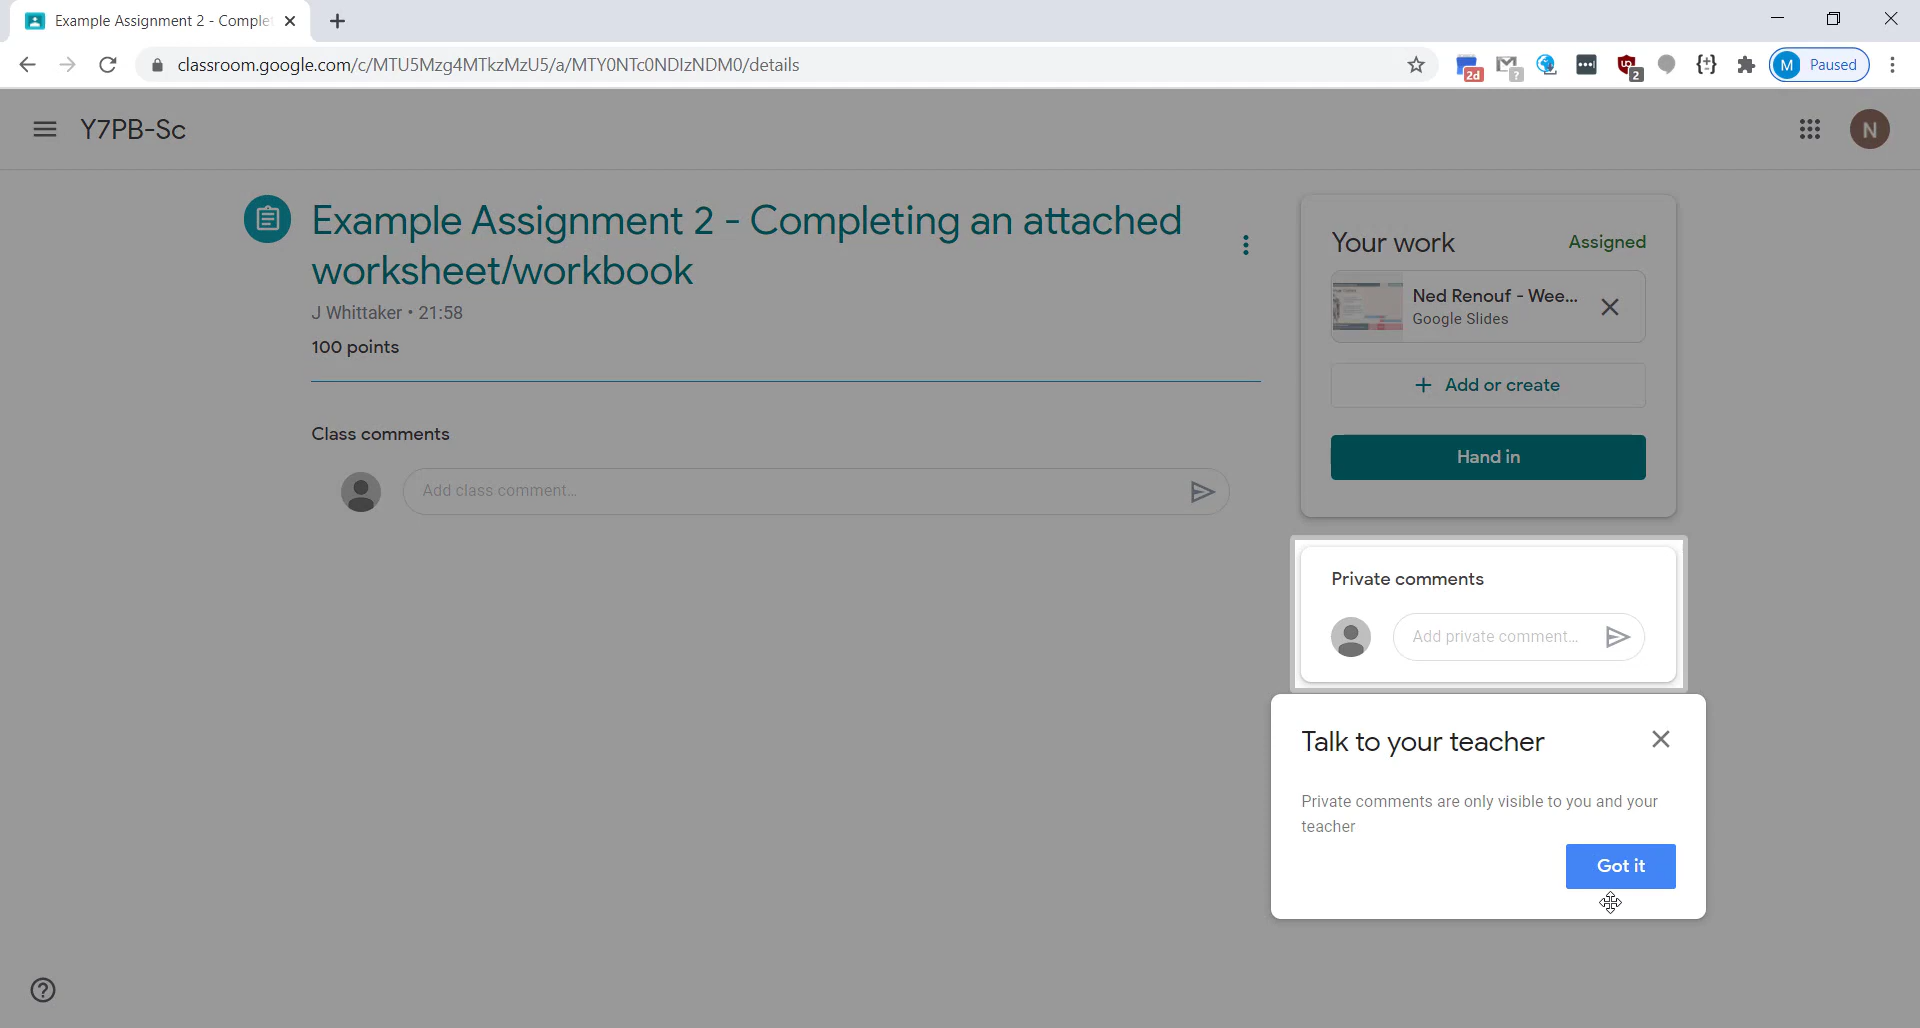 Example Assignment 2 - Comple
classroom.google.com/c/MTU5Mzg4MTkzMzU5/a/MTY0NTc0NDIzNDM0/details
2d
?
2
M Paused
Y7PB-Sc
N
Example Assignment 2 - Completing an attached
worksheet/workbook
J Whittaker • 21:58
100 points
Class comments
Add class comment...
Your work
Assigned
Ned Renouf - Wee...
Google Slides
+ Add or create
Hand in
Private comments
Add private comment...
Talk to your teacher
Private comments are only visible to you and your
teacher
Got it
?